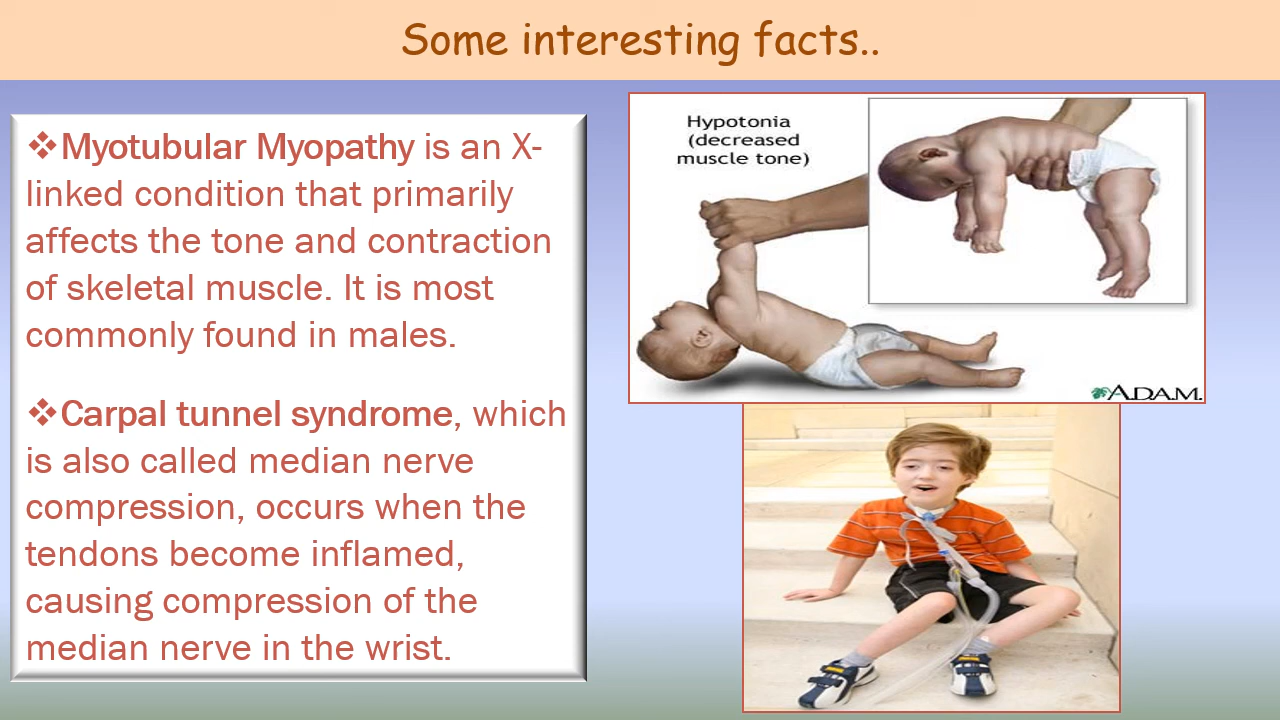 Some interesting facts..
❖Myotubular Myopathy is an X-
linked condition that primarily
affects the tone and contraction
of skeletal muscle. It is most
commonly found in males.
❖Carpal tunnel syndrome, which
is also called median nerve
compression, occurs when the
tendons become inflamed,
causing compression of the
median nerve in the wrist.
Hypotonia
(decreased
muscle tone)
A.D.A.M.